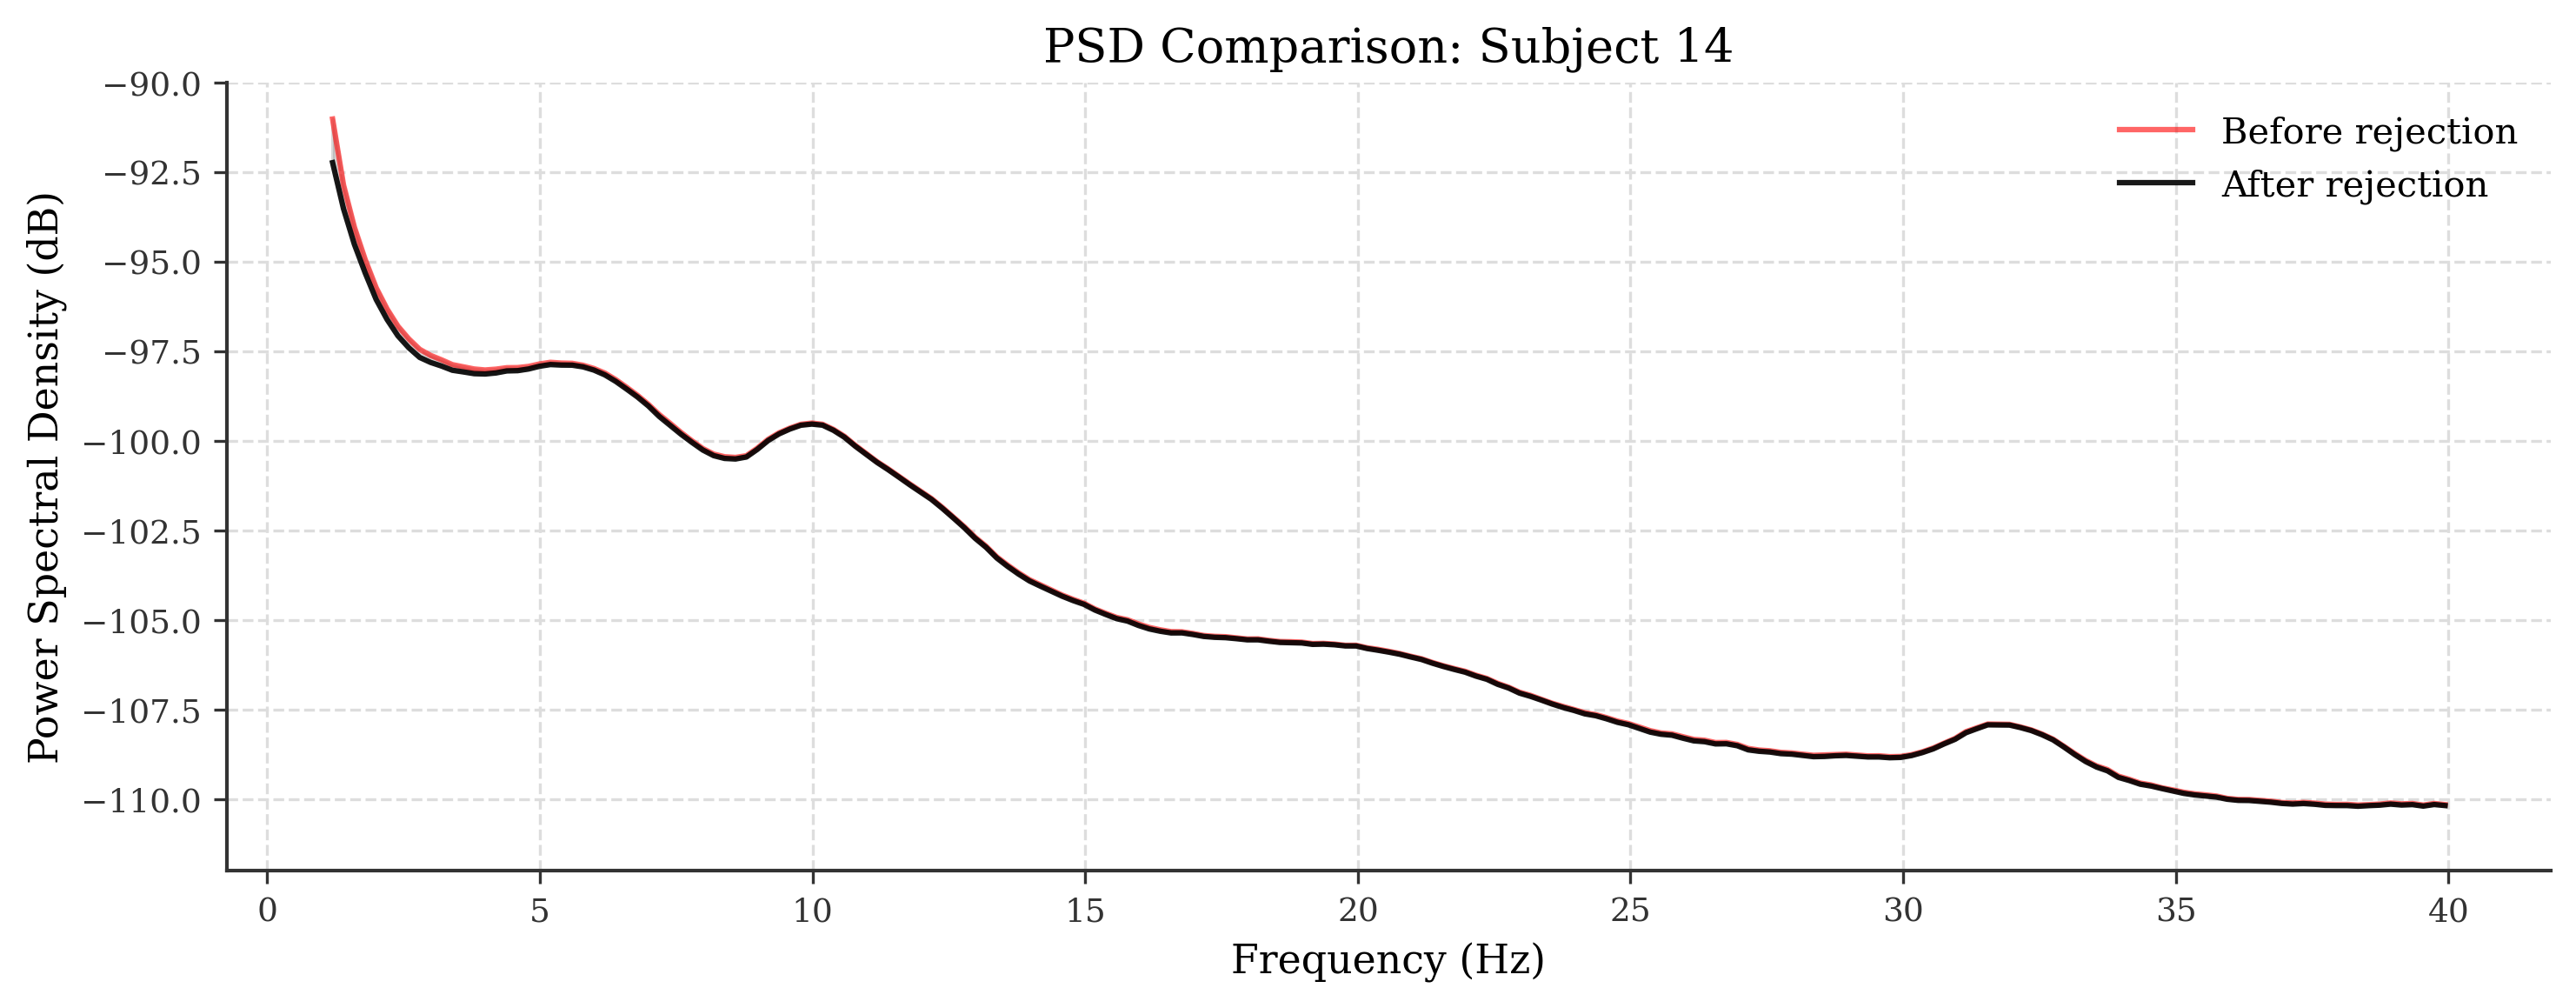 PSD Comparison: Subject 14
Before rejection
After rejection
Power Spectral Density (dB)
−90.0
−92.5
−95.0
−97.5
−100.0
−102.5
−105.0
−107.5
−110.0
0 5 10 15 20 25 30 35 40
Frequency (Hz)